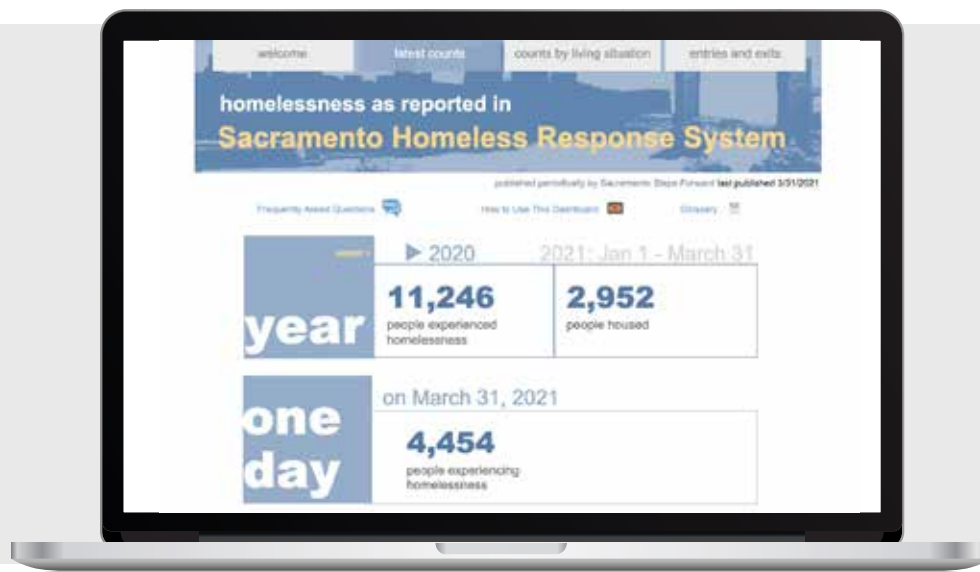 welcome latest counts counts by living situation entries and exits
homelessness as reported in
Sacramento Homeless Response System
published periodically by Sacramento Steps Forward last published 3/31/2021
Frequently Asked Questions How to Use This Dashboard Glossary
▶ 2020 2021: Jan 1 - March 31
year
11,246 2,952
people experienced people housed
homelessness
on March 31, 2021
one
day
4,454
people experiencing
homelessness